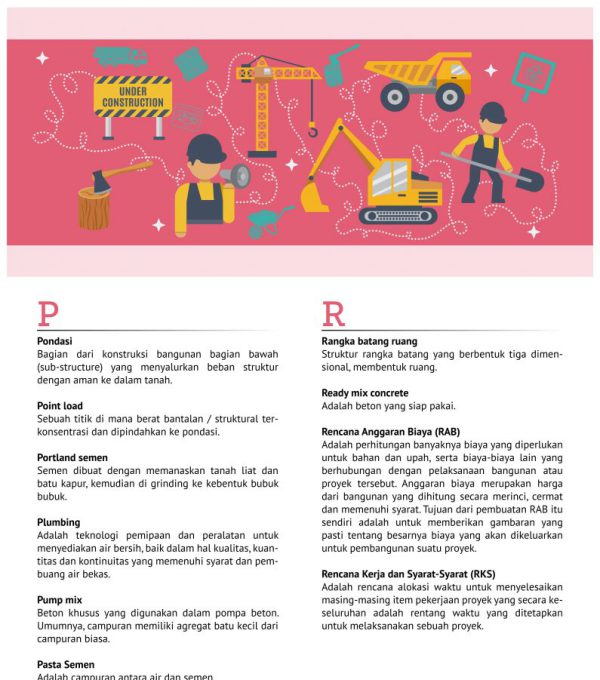 UNDER
CONSTRUCTION
P
Pondasi
Bagian dari konstruksi bangunan bagian bawah
(sub-structure) yang menyalurkan beban struktur
dengan aman ke dalam tanah.
Point load
Sebuah titik di mana berat bantalan / struktural ter-
konsentrasi dan dipindahkan ke pondasi.
Portland semen
Semen dibuat dengan memanaskan tanah liat dan
batu kapur, kemudian di grinding ke kebentuk bubuk
bubuk.
Plumbing
Adalah teknologi pemipaan dan peralatan untuk
menyediakan air bersih, baik dalam hal kualitas, kuan-
titas dan kontinuitas yang memenuhi syarat dan pem-
buang air bekas.
Pump mix
Beton khusus yang digunakan dalam pompa beton.
Umumnya, campuran memiliki agregat batu kecil dari
campuran biasa.
Pasta Semen
Adalah campuran antara air dan semen
R
Rangka batang ruang
Struktur rangka batang yang berbentuk tiga dimen-
sional, membentuk ruang.
Ready mix concrete
Adalah beton yang siap pakai.
Rencana Anggaran Biaya (RAB)
Adalah perhitungan banyaknya biaya yang diperlukan
untuk bahan dan upah, serta biaya-biaya lain yang
berhubungan dengan pelaksanaan bangunan atau
proyek tersebut. Anggaran biaya merupakan harga
dari bangunan yang dihitung secara merinci, cermat
dan memenuhi syarat. Tujuan dari pembuatan RAB itu
sendiri adalah untuk memberikan gambaran yang
pasti tentang besarnya biaya yang akan dikeluarkan
untuk pembangunan suatu proyek.
Rencana Kerja dan Syarat-Syarat (RKS)
Adalah rencana alokasi waktu untuk menyelesaikan
masing-masing item pekerjaan proyek yang secara ke-
seluruhan adalah rentang waktu yang ditetapkan
untuk melaksanakan sebuah proyek.